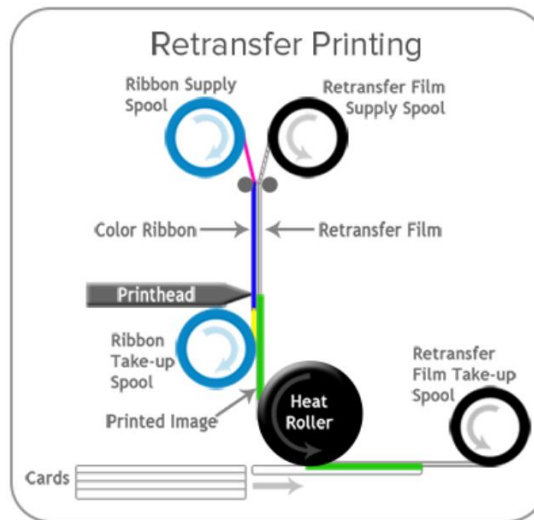 Retransfer Printing
Ribbon Supply
Spool
Retransfer Film
Supply Spool
Color Ribbon
Retransfer Film
Printhead
Ribbon
Take-up
Spool
Retransfer
Film Take-up
Spool
Heat
Roller
Printed Image
Cards